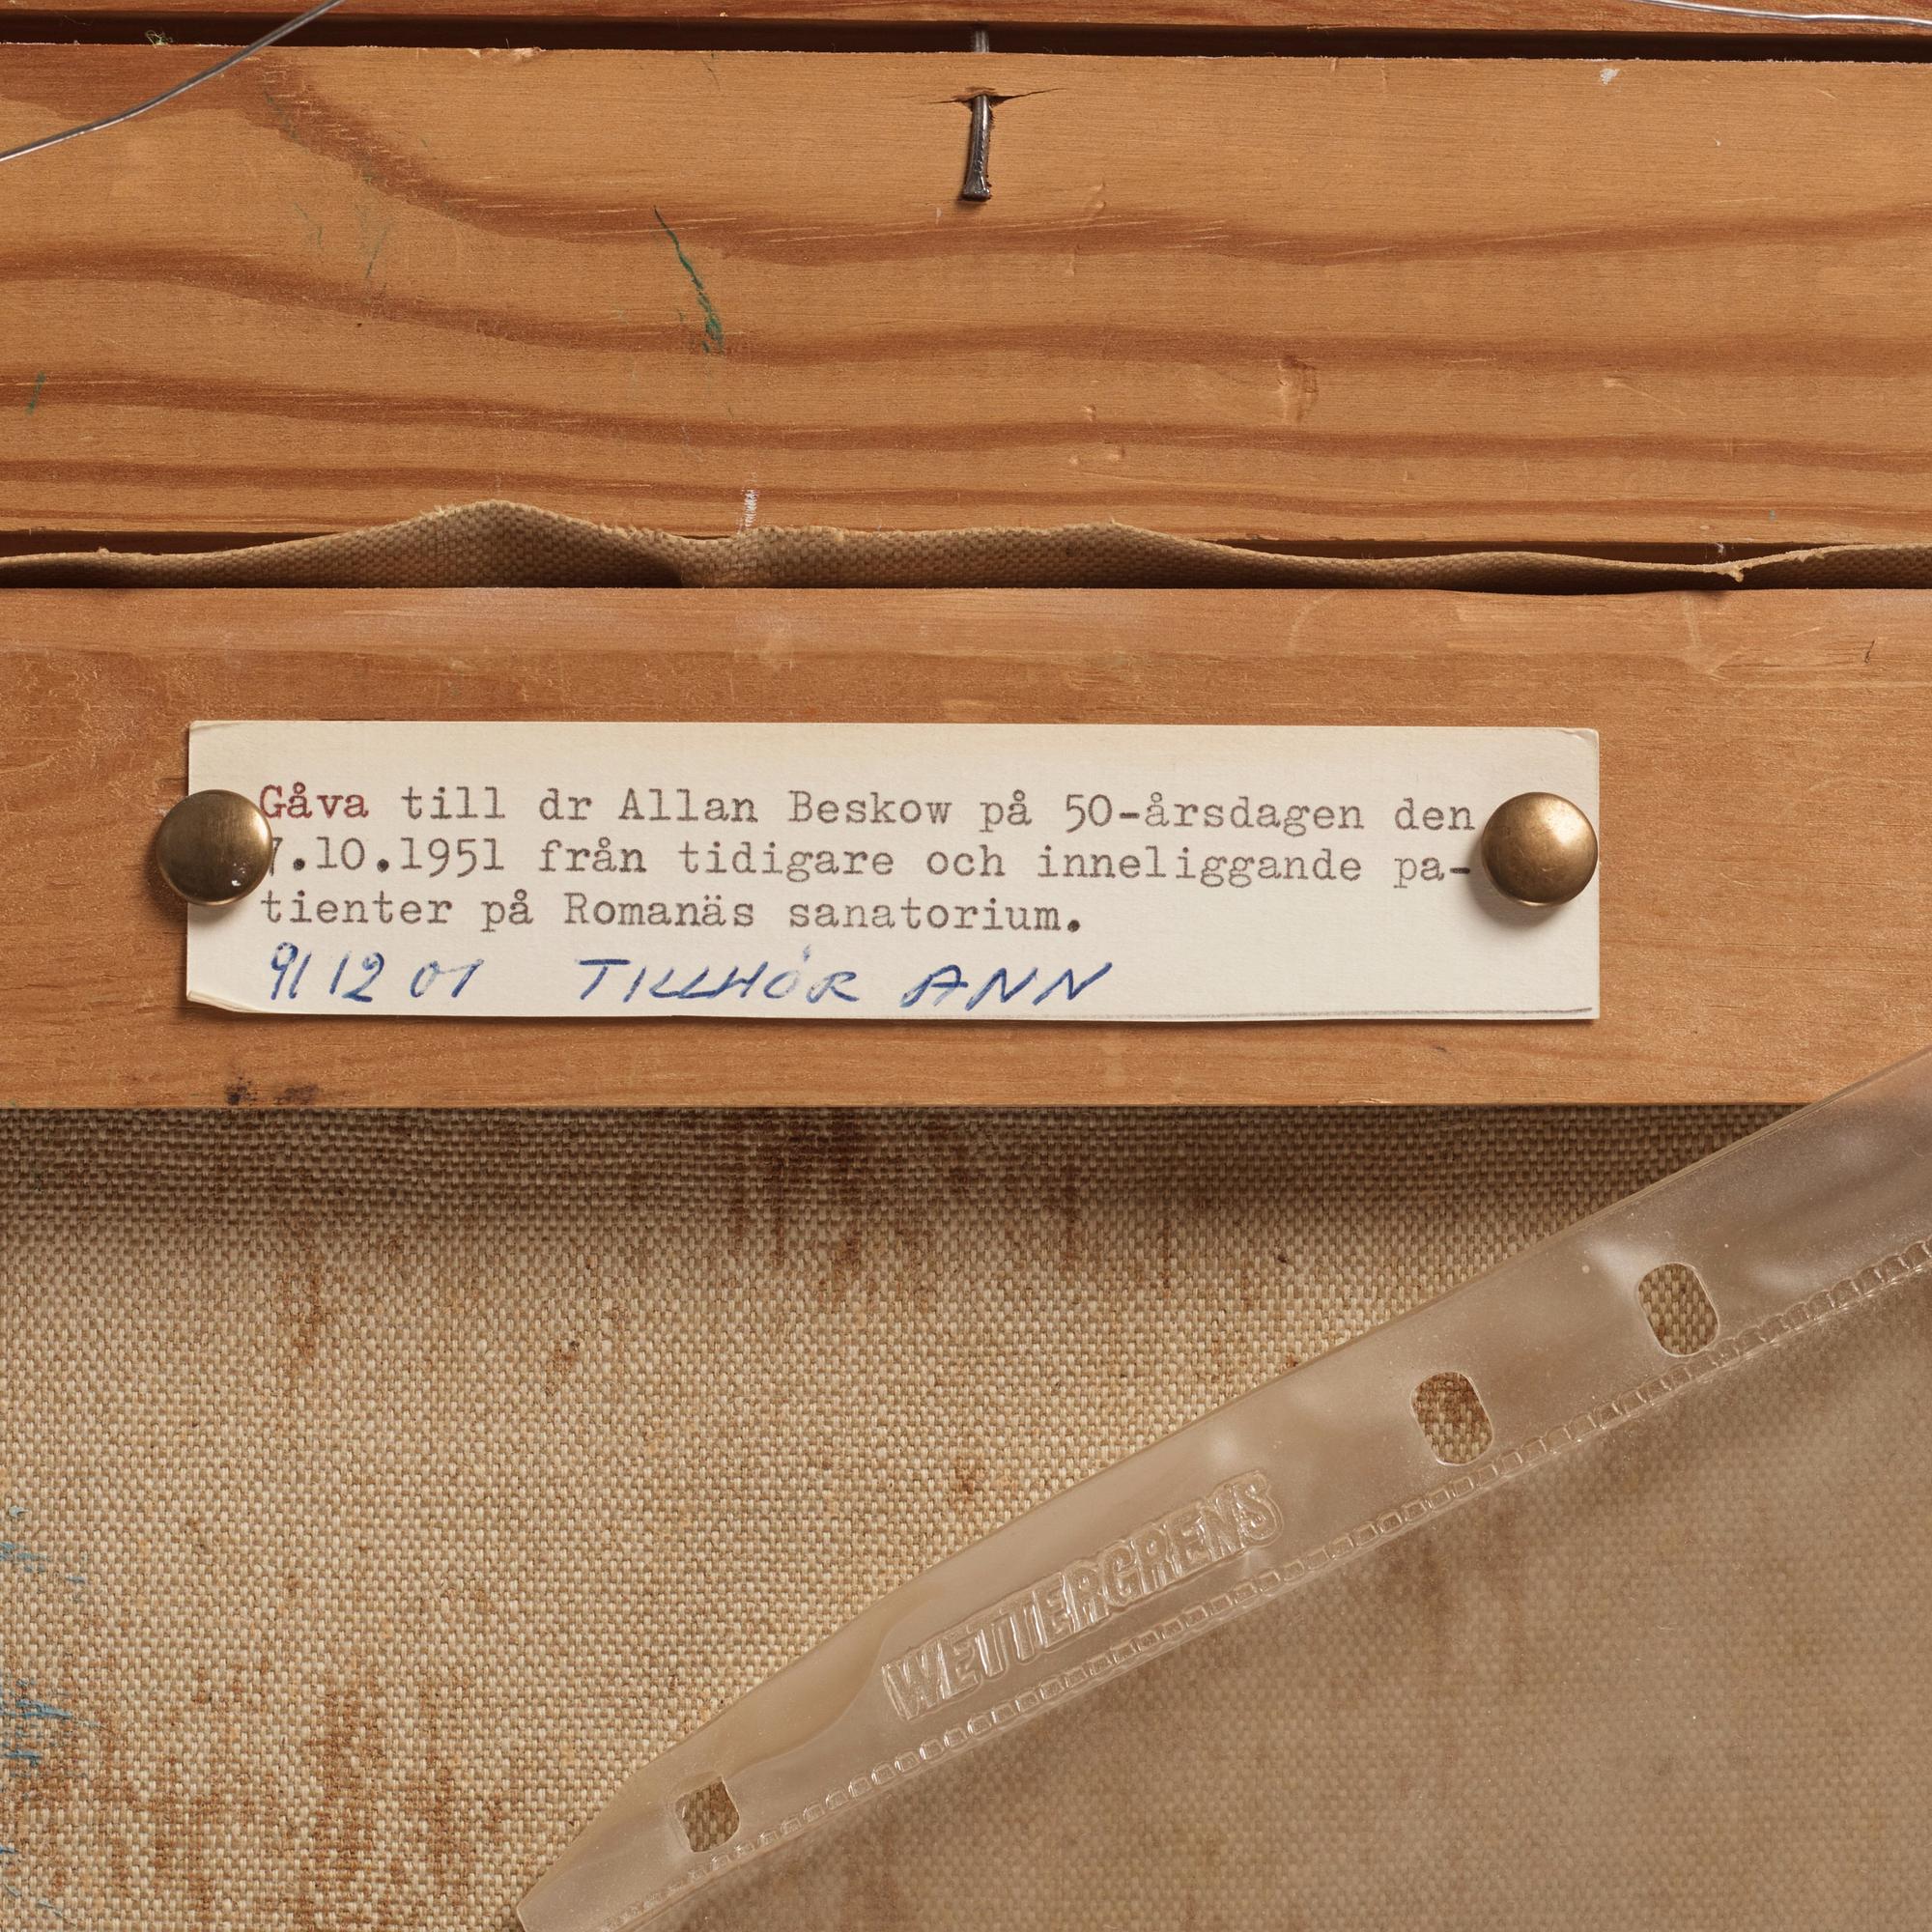 Gåva till dr Allan Beskow på 50-årsdagen den
7.10.1951 från tidigare och inneliggande pa-
tienter på Romanäs sanatorium.
91 12 01 TILLHÖR ANN
WETTERGRENS